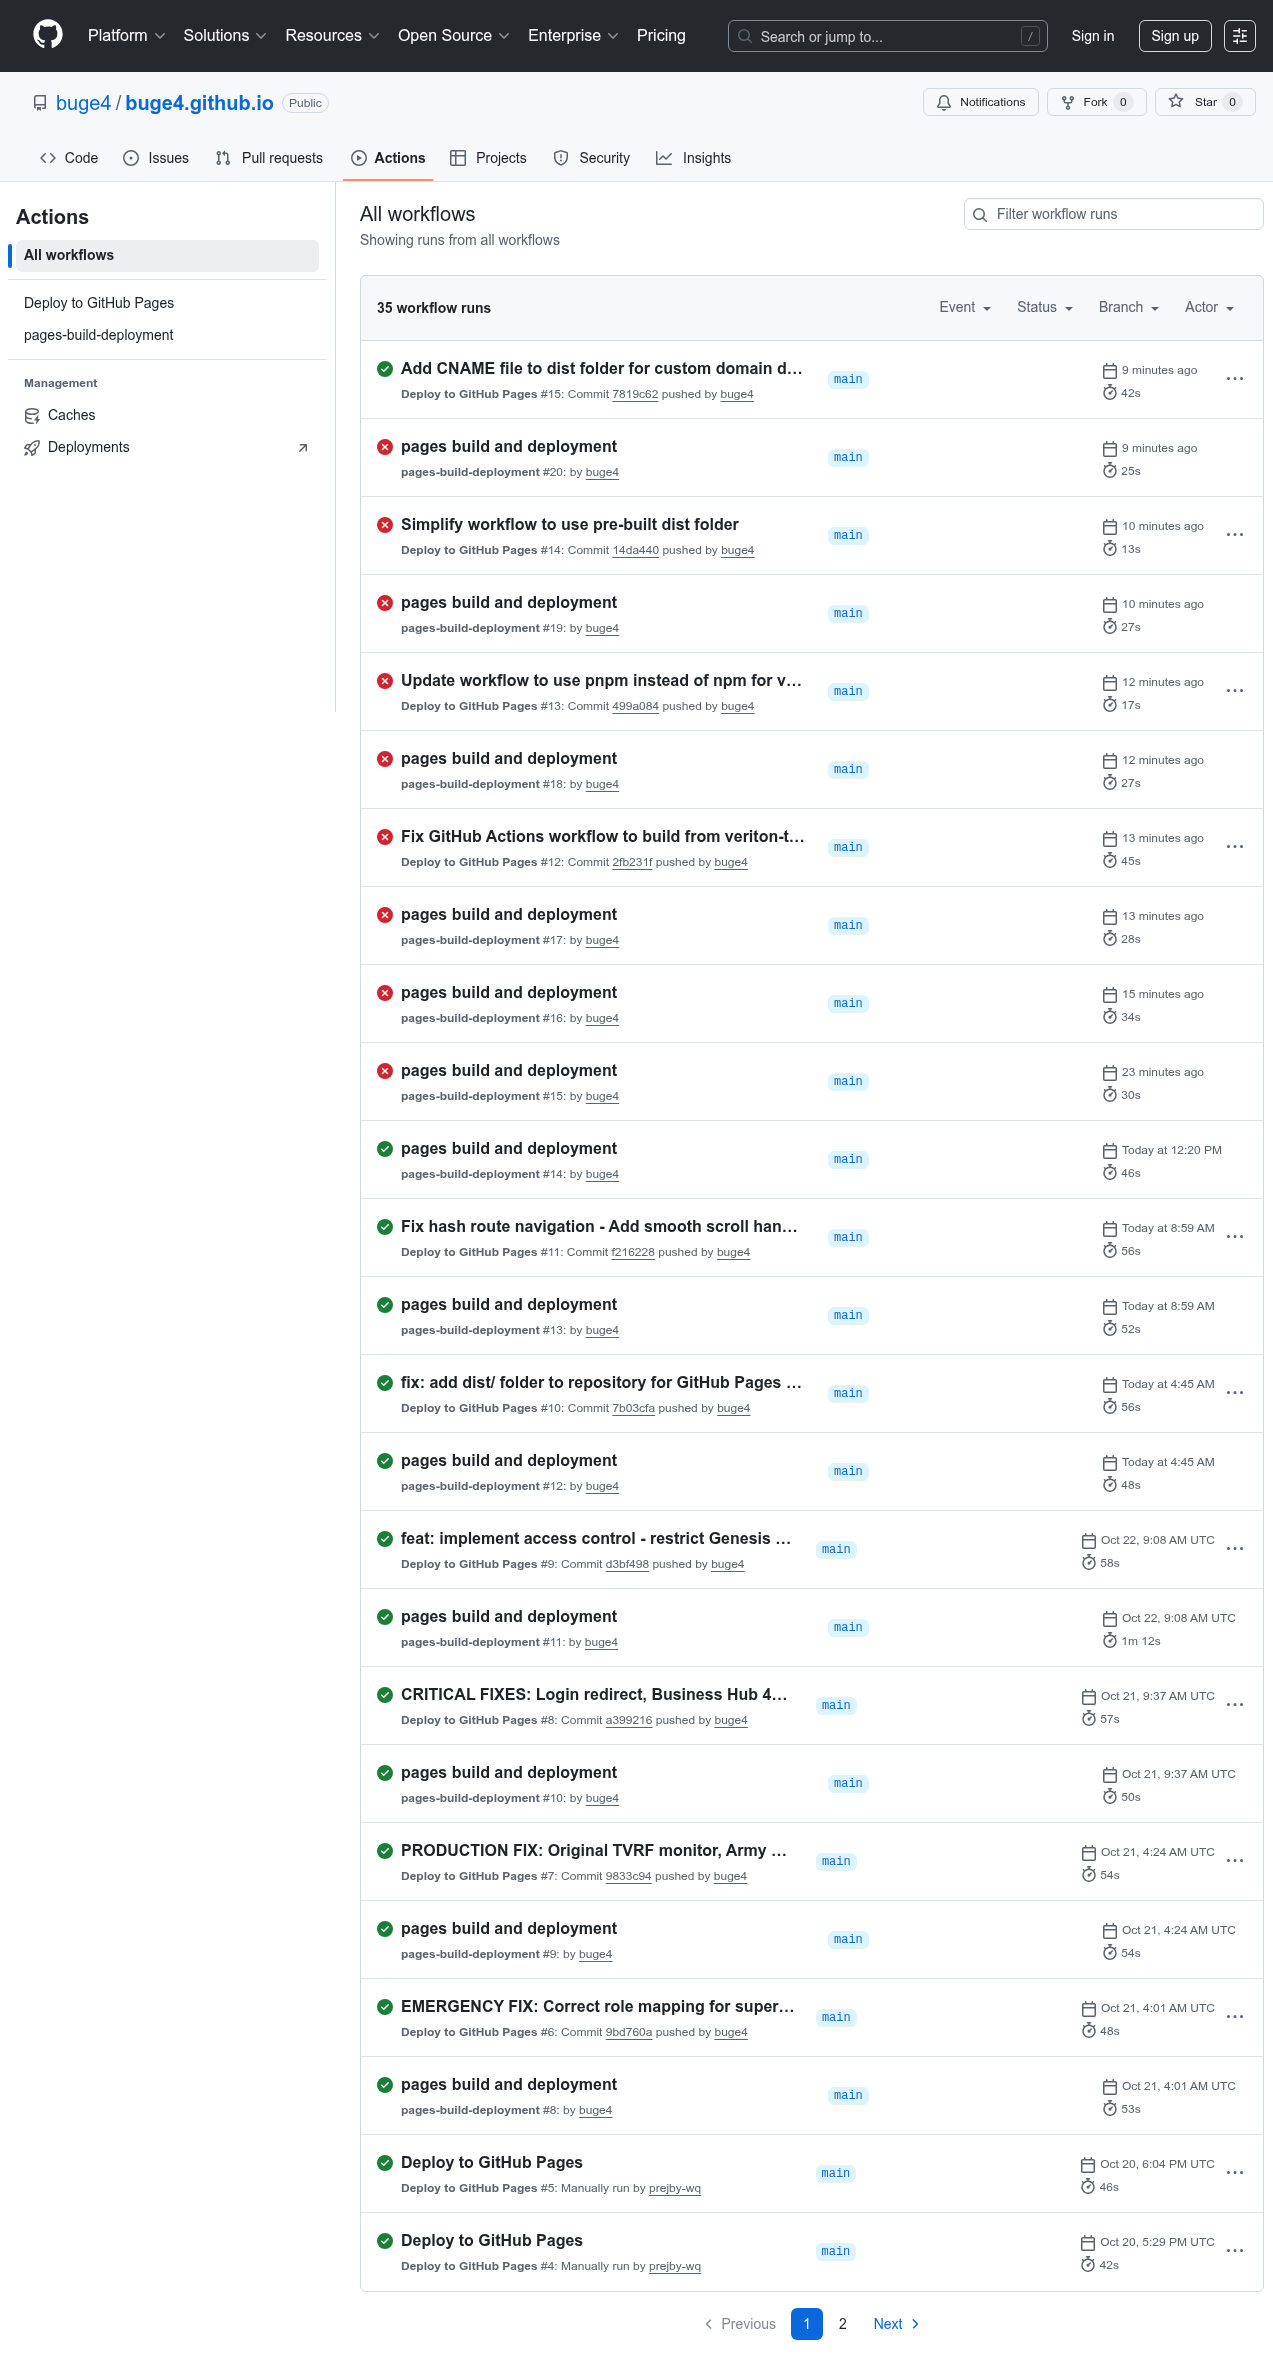 Platform Solutions Resources Open Source Enterprise Pricing Search or jump to... / Sign in Sign up
buge4 / buge4.github.io Public Notifications Fork 0 Star 0
Code Issues Pull requests Actions Projects Security Insights
Actions
All workflows
Deploy to GitHub Pages
pages-build-deployment
Management
Caches
Deployments
All workflows
Showing runs from all workflows
Filter workflow runs
35 workflow runs Event Status Branch Actor
Add CNAME file to dist folder for custom domain d...
Deploy to GitHub Pages #15: Commit 7819c62 pushed by buge4
main
9 minutes ago
42s
pages build and deployment
pages-build-deployment #20: by buge4
main
9 minutes ago
25s
Simplify workflow to use pre-built dist folder
Deploy to GitHub Pages #14: Commit 14da440 pushed by buge4
main
10 minutes ago
13s
pages build and deployment
pages-build-deployment #19: by buge4
main
10 minutes ago
27s
Update workflow to use pnpm instead of npm for v...
Deploy to GitHub Pages #13: Commit 499a084 pushed by buge4
main
12 minutes ago
17s
pages build and deployment
pages-build-deployment #18: by buge4
main
12 minutes ago
27s
Fix GitHub Actions workflow to build from veriton-t...
Deploy to GitHub Pages #12: Commit 2fb231f pushed by buge4
main
13 minutes ago
45s
pages build and deployment
pages-build-deployment #17: by buge4
main
13 minutes ago
28s
pages build and deployment
pages-build-deployment #16: by buge4
main
15 minutes ago
34s
pages build and deployment
pages-build-deployment #15: by buge4
main
23 minutes ago
30s
pages build and deployment
pages-build-deployment #14: by buge4
main
Today at 12:20 PM
46s
Fix hash route navigation - Add smooth scroll han...
Deploy to GitHub Pages #11: Commit f216228 pushed by buge4
main
Today at 8:59 AM
56s
pages build and deployment
pages-build-deployment #13: by buge4
main
Today at 8:59 AM
52s
fix: add dist/ folder to repository for GitHub Pages ...
Deploy to GitHub Pages #10: Commit 7b03cfa pushed by buge4
main
Today at 4:45 AM
56s
pages build and deployment
pages-build-deployment #12: by buge4
main
Today at 4:45 AM
48s
feat: implement access control - restrict Genesis ...
Deploy to GitHub Pages #9: Commit d3bf498 pushed by buge4
main
Oct 22, 9:08 AM UTC
58s
pages build and deployment
pages-build-deployment #11: by buge4
main
Oct 22, 9:08 AM UTC
1m 12s
CRITICAL FIXES: Login redirect, Business Hub 4...
Deploy to GitHub Pages #8: Commit a399216 pushed by buge4
main
Oct 21, 9:37 AM UTC
57s
pages build and deployment
pages-build-deployment #10: by buge4
main
Oct 21, 9:37 AM UTC
50s
PRODUCTION FIX: Original TVRF monitor, Army ...
Deploy to GitHub Pages #7: Commit 9833c94 pushed by buge4
main
Oct 21, 4:24 AM UTC
54s
pages build and deployment
pages-build-deployment #9: by buge4
main
Oct 21, 4:24 AM UTC
54s
EMERGENCY FIX: Correct role mapping for super...
Deploy to GitHub Pages #6: Commit 9bd760a pushed by buge4
main
Oct 21, 4:01 AM UTC
48s
pages build and deployment
pages-build-deployment #8: by buge4
main
Oct 21, 4:01 AM UTC
53s
Deploy to GitHub Pages
Deploy to GitHub Pages #5: Manually run by prejby-wq
main
Oct 20, 6:04 PM UTC
46s
Deploy to GitHub Pages
Deploy to GitHub Pages #4: Manually run by prejby-wq
main
Oct 20, 5:29 PM UTC
42s
Previous 1 2 Next